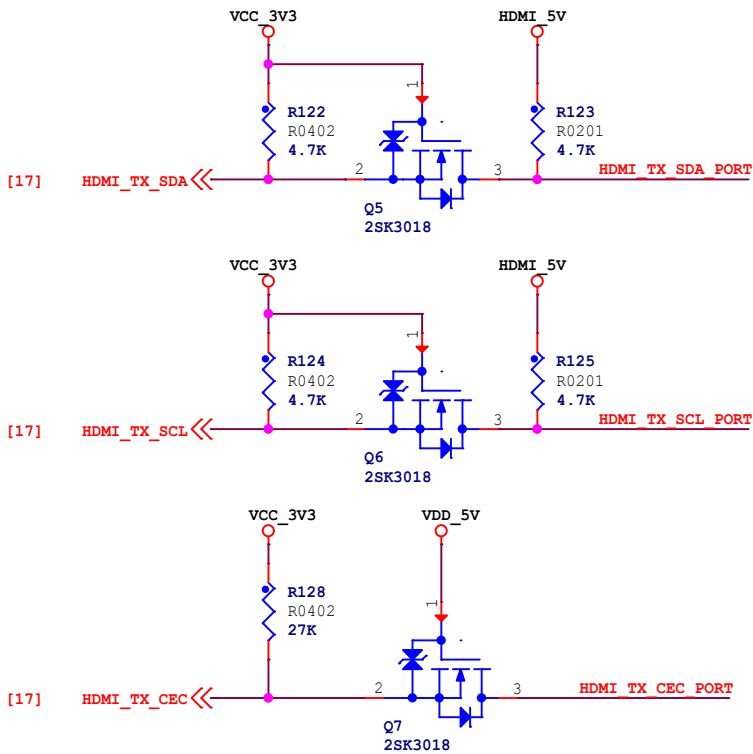 VCC_3V3 HDMI_5V
1
R122 R123
R0402 R0201
4.7K 4.7K
[17] HDMI_TX_SDA 2 3 HDMI_TX_SDA_PORT
Q5
2SK3018
VCC_3V3 HDMI_5V
1
R124 R125
R0402 R0201
4.7K 4.7K
[17] HDMI_TX_SCL 2 3 HDMI_TX_SCL_PORT
Q6
2SK3018
VCC_3V3 VDD_5V
1
R128
R0402
27K
[17] HDMI_TX_CEC 2 3 HDMI_TX_CEC_PORT
Q7
2SK3018